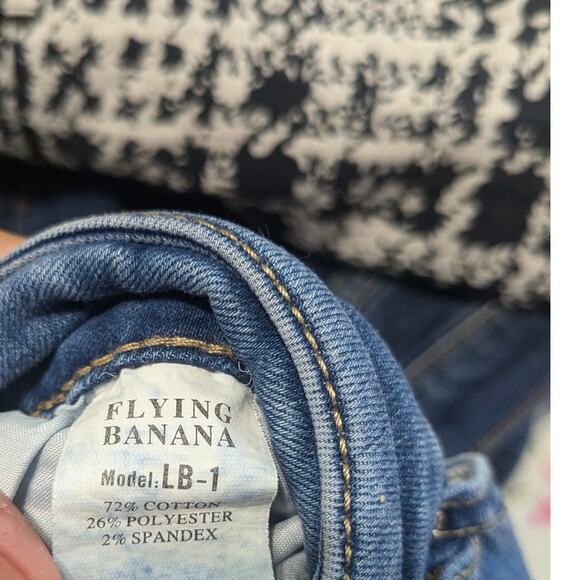 FLYING
BANANA
Model: LB-1
72% COTTON
26% POLYESTER
2% SPANDEX